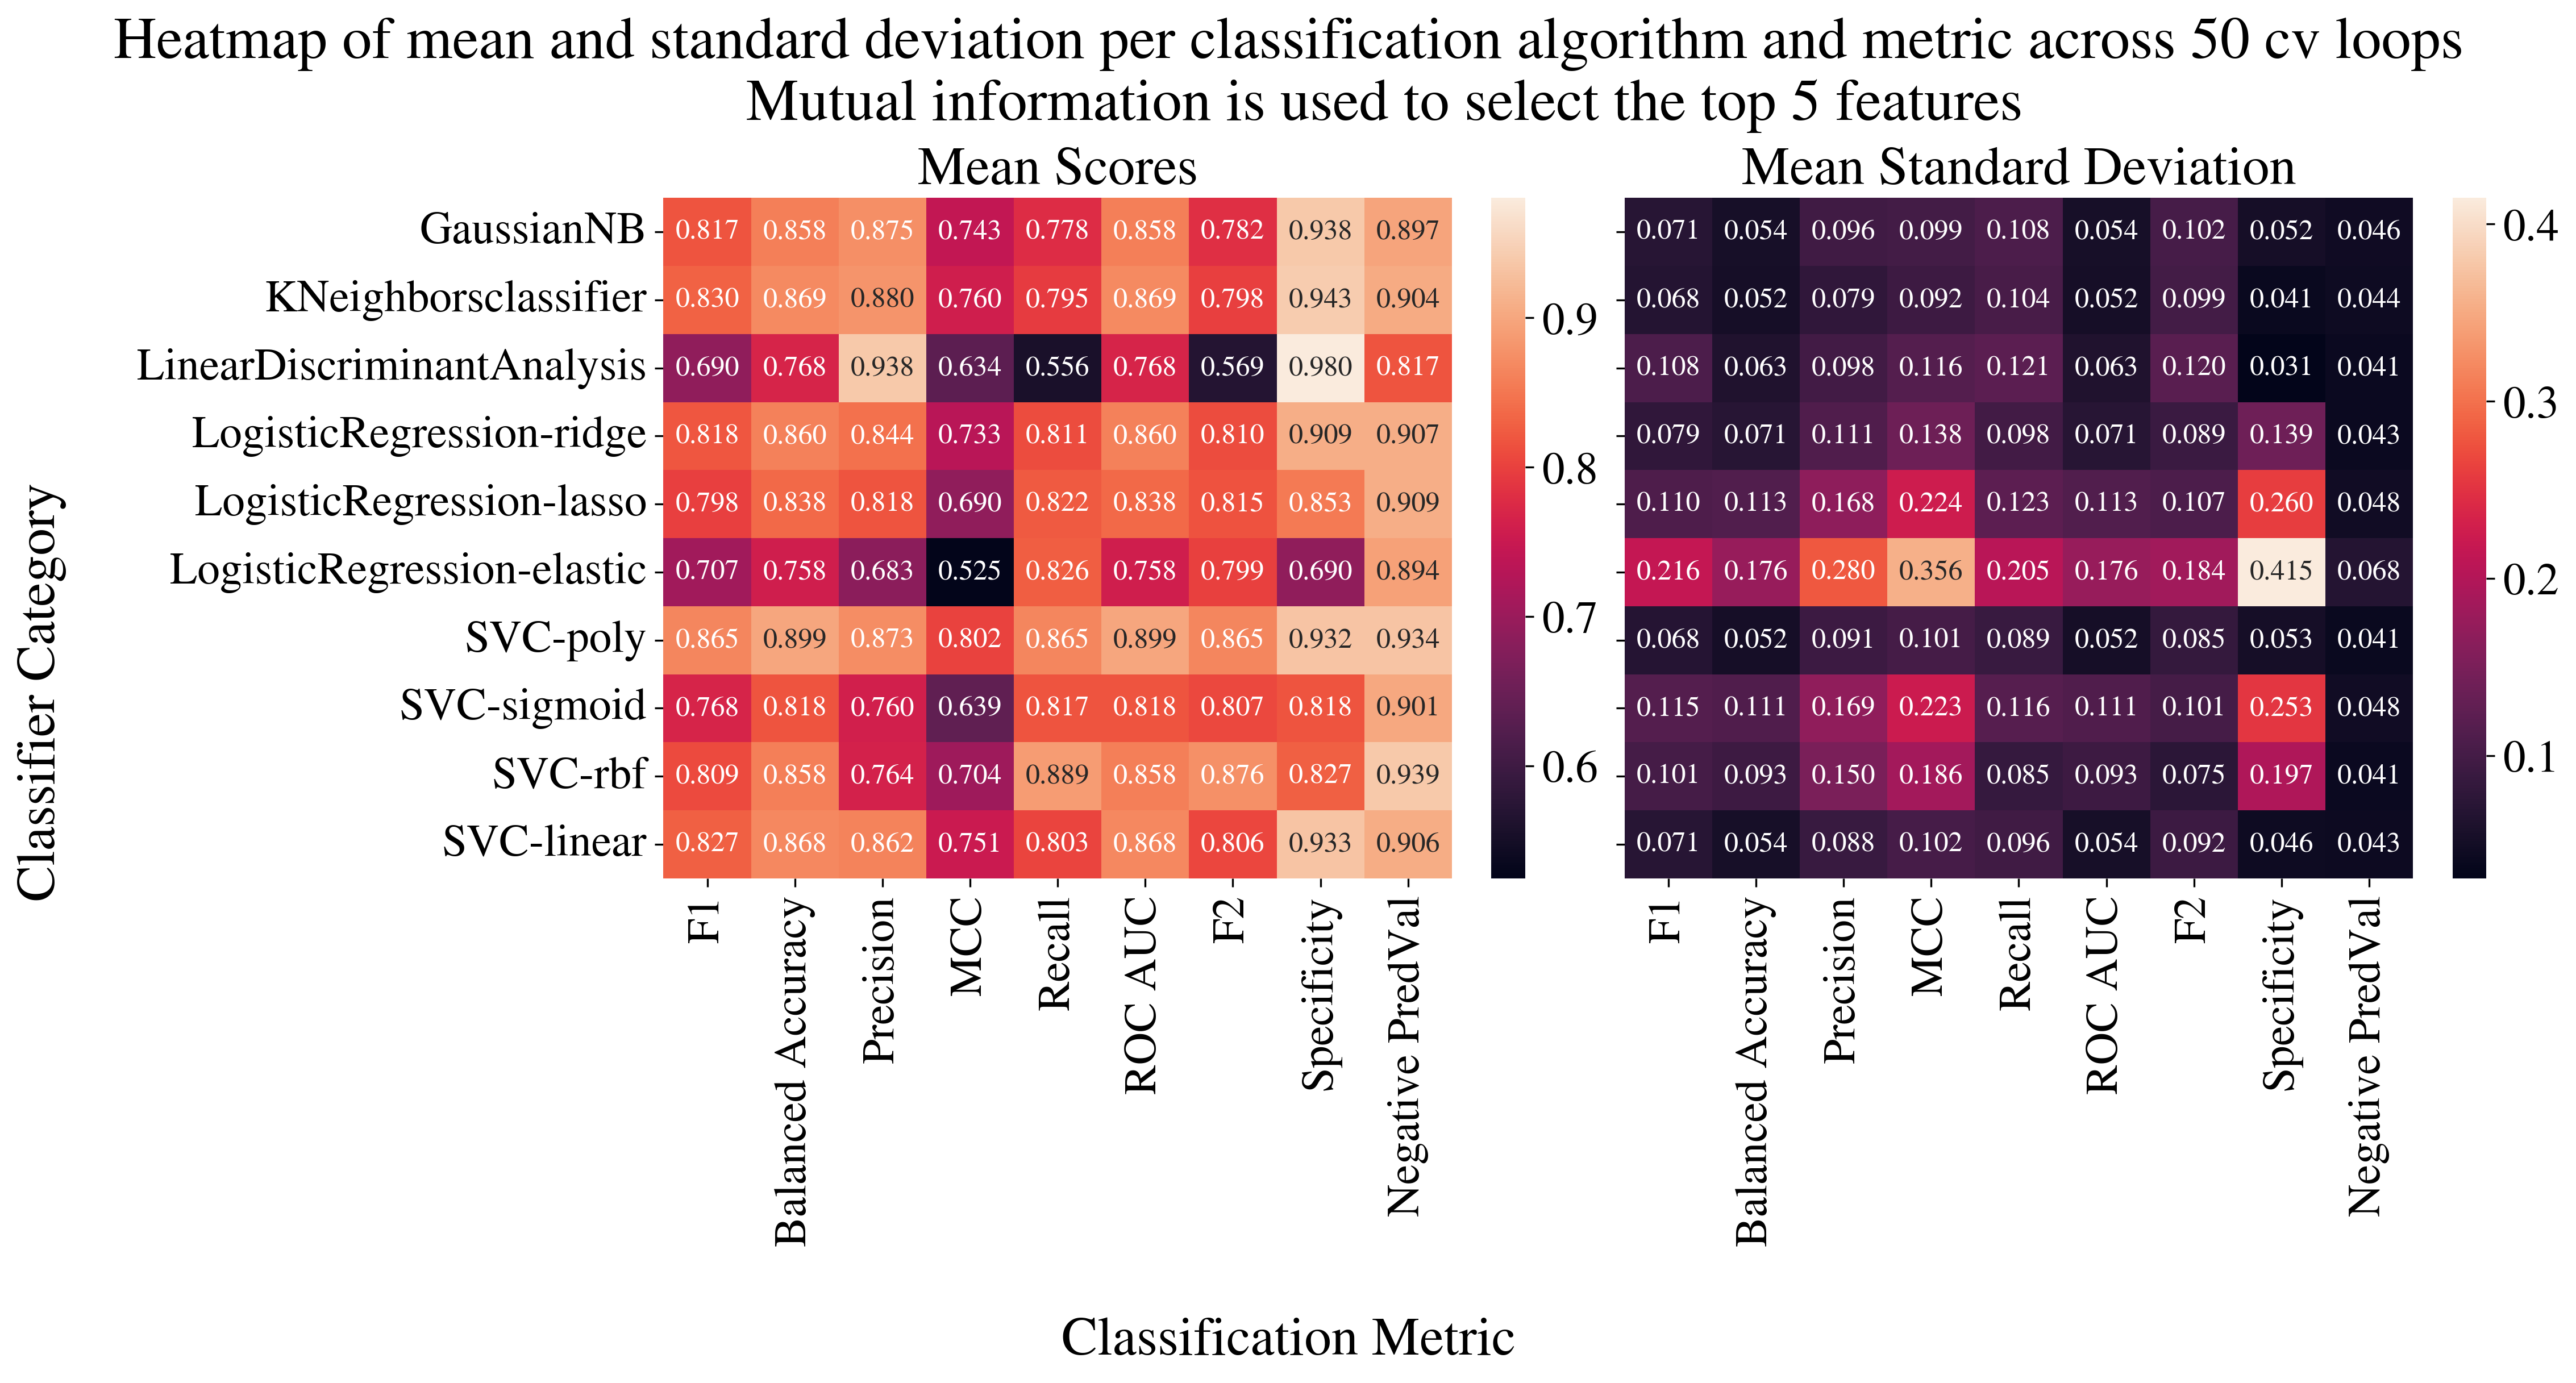 Heatmap of mean and standard deviation per classification algorithm and metric across 50 cv loops
Mutual information is used to select the top 5 features
Mean Scores
Mean Standard Deviation
Classifier Category
GaussianNB 0.817 0.858 0.875 0.743 0.778 0.858 0.782 0.938 0.897 0.071 0.054 0.096 0.099 0.108 0.054 0.102 0.052 0.046
KNeighborsclassifier 0.830 0.869 0.880 0.760 0.795 0.869 0.798 0.943 0.904 0.068 0.052 0.079 0.092 0.104 0.052 0.099 0.041 0.044
LinearDiscriminantAnalysis 0.690 0.768 0.938 0.634 0.556 0.768 0.569 0.980 0.817 0.108 0.063 0.098 0.116 0.121 0.063 0.120 0.031 0.041
LogisticRegression-ridge 0.818 0.860 0.844 0.733 0.811 0.860 0.810 0.909 0.907 0.079 0.071 0.111 0.138 0.098 0.071 0.089 0.139 0.043
LogisticRegression-lasso 0.798 0.838 0.818 0.690 0.822 0.838 0.815 0.853 0.909 0.110 0.113 0.168 0.224 0.123 0.113 0.107 0.260 0.048
LogisticRegression-elastic 0.707 0.758 0.683 0.525 0.826 0.758 0.799 0.690 0.894 0.216 0.176 0.280 0.356 0.205 0.176 0.184 0.415 0.068
SVC-poly 0.865 0.899 0.873 0.802 0.865 0.899 0.865 0.932 0.934 0.068 0.052 0.091 0.101 0.089 0.052 0.085 0.053 0.041
SVC-sigmoid 0.768 0.818 0.760 0.639 0.817 0.818 0.807 0.818 0.901 0.115 0.111 0.169 0.223 0.116 0.111 0.101 0.253 0.048
SVC-rbf 0.809 0.858 0.764 0.704 0.889 0.858 0.876 0.827 0.939 0.101 0.093 0.150 0.186 0.085 0.093 0.075 0.197 0.041
SVC-linear 0.827 0.868 0.862 0.751 0.803 0.868 0.806 0.933 0.906 0.071 0.054 0.088 0.102 0.096 0.054 0.092 0.046 0.043
0.9
0.8
0.7
0.6
0.4
0.3
0.2
0.1
F1
Balanced Accuracy
Precision
MCC
Recall
ROC AUC
F2
Specificity
Negative PredVal
F1
Balanced Accuracy
Precision
MCC
Recall
ROC AUC
F2
Specificity
Negative PredVal
Classification Metric